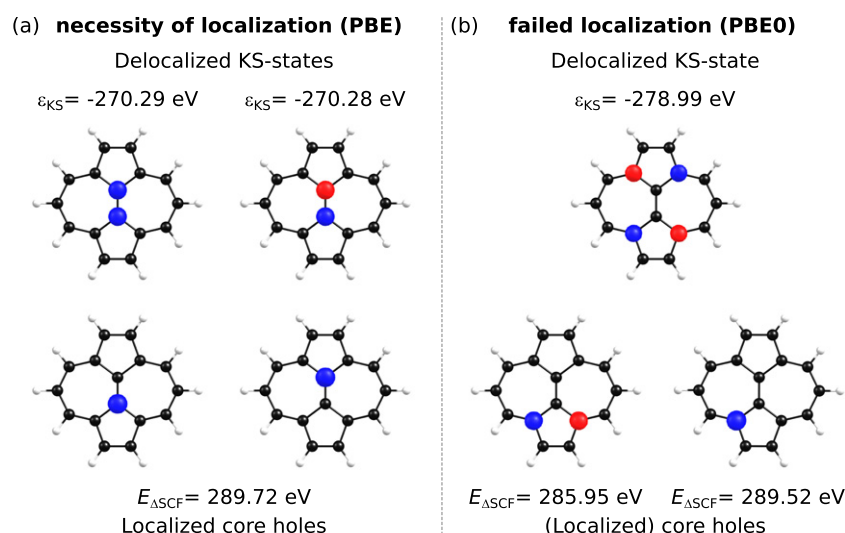 (a) necessity of localization (PBE)
Delocalized KS-states
εKS= -270.29 eV εKS= -270.28 eV
EΔSCF= 289.72 eV
Localized core holes
(b) failed localization (PBE0)
Delocalized KS-state
εKS= -278.99 eV
EΔSCF= 285.95 eV EΔSCF= 289.52 eV
(Localized) core holes